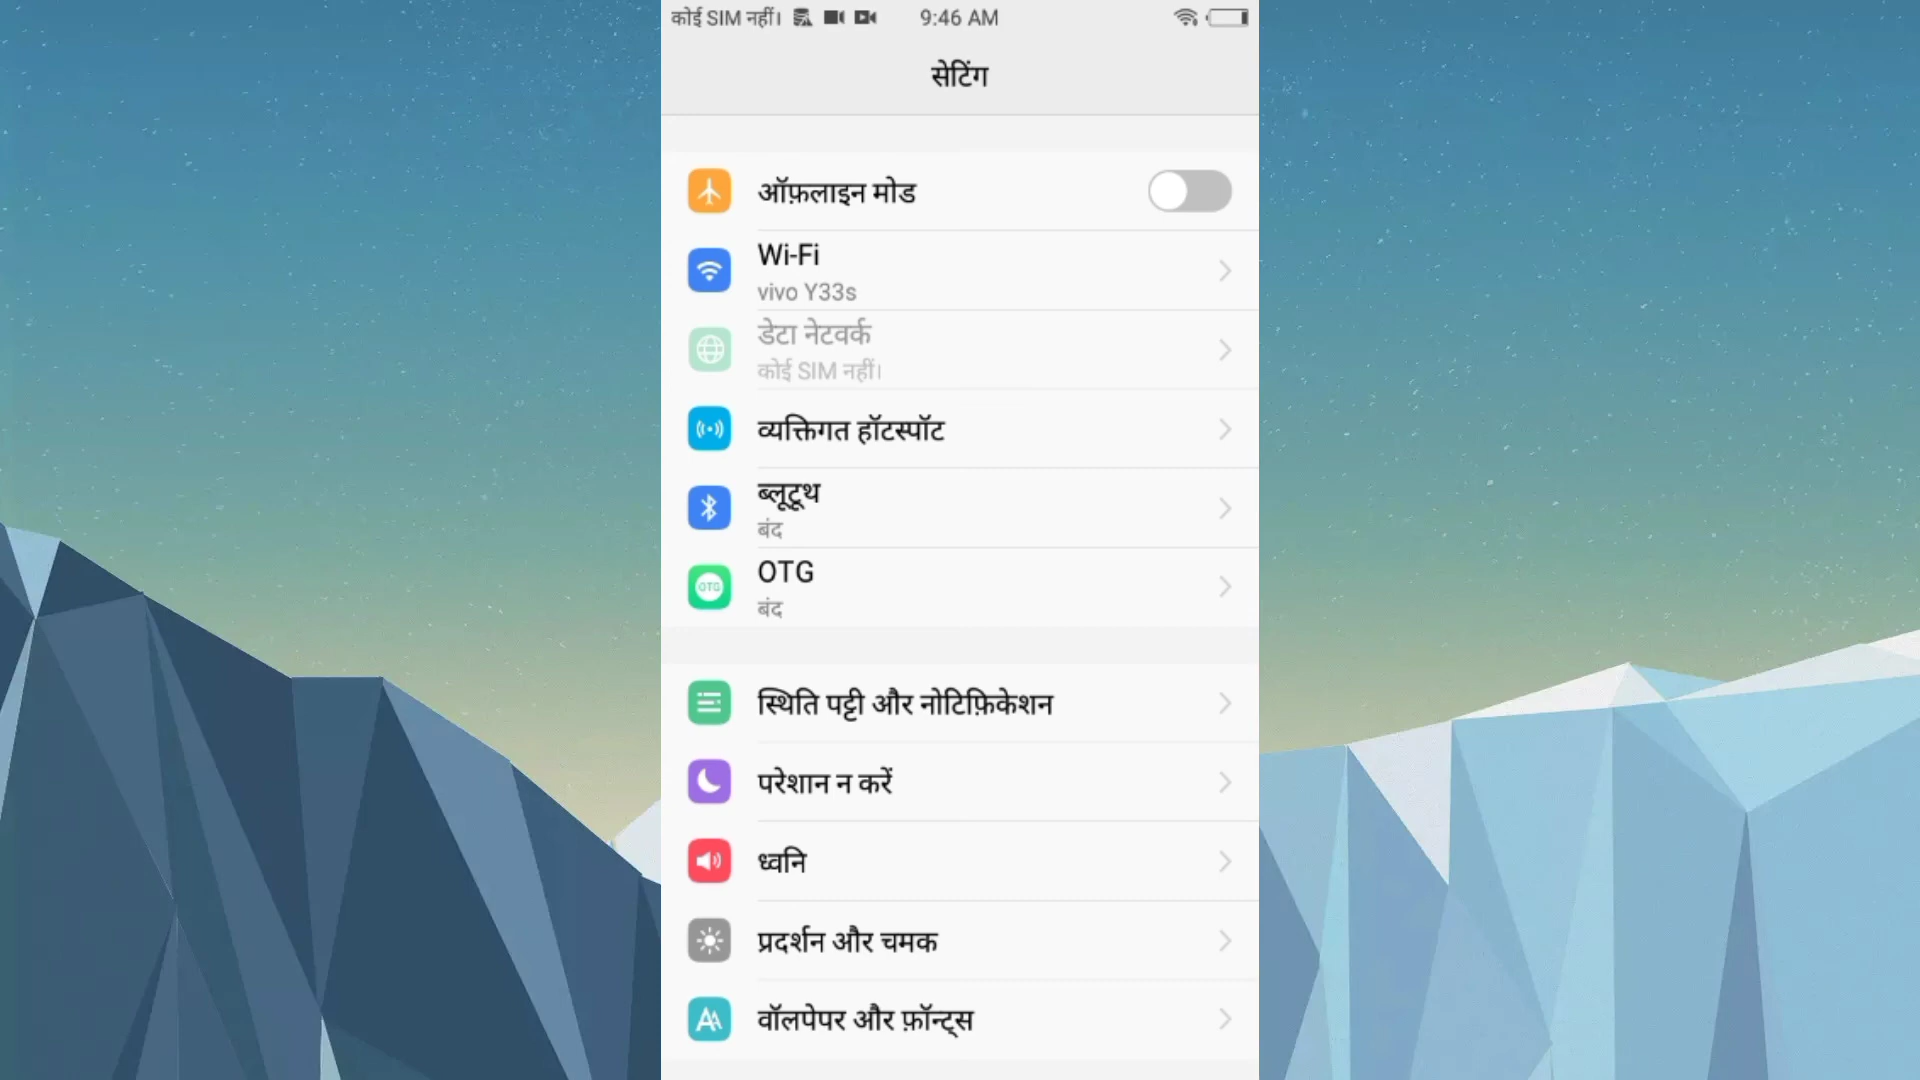 कोई SIM नहीं। 9:46 AM
सेटिंग
ऑफ़लाइन मोड
Wi-Fi
vivo Y33s
डेटा नेटवर्क
कोई SIM नहीं।
व्यक्तिगत हॉटस्पॉट
ब्लूटूथ
बंद
OTG
OTG
बंद
स्थिति पट्टी और नोटिफ़िकेशन
परेशान न करें
ध्वनि
प्रदर्शन और चमक
वॉलपेपर और फ़ॉन्ट्स